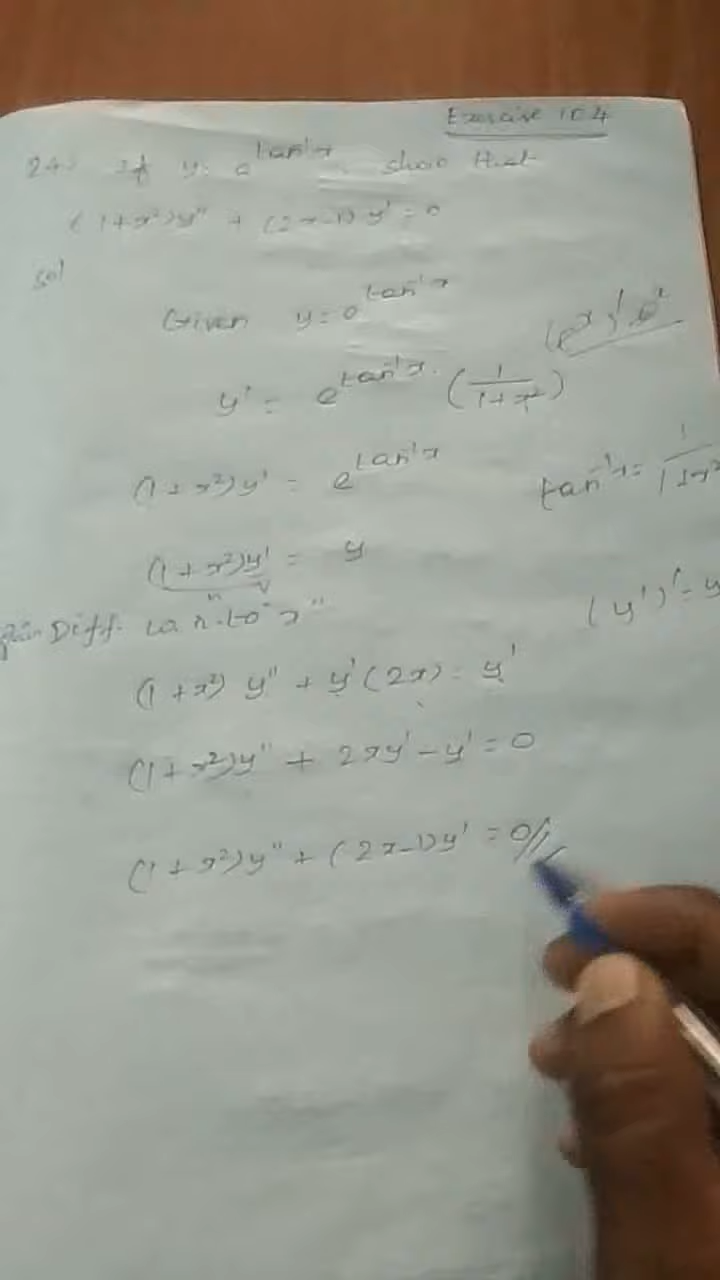 Exercise 10.4
24. If y = e^tan⁻¹x, show that
(1+x²)y" + (2x-1)y' = 0
Sol
Given y = e^tan⁻¹x
(e^x)' = e^x
y' = e^tan⁻¹x . (1/1+x²)
(1+x²)y' = e^tan⁻¹x
tan⁻¹x = 1/1+x²
(1+x²)y' = y
u v
(y')' = y
Diff. w.r.to "x"
(1+x²) y" + y'(2x) = y'
(1+x²)y" + 2xy' - y' = 0
(1+x²)y" + (2x-1)y' = 0//